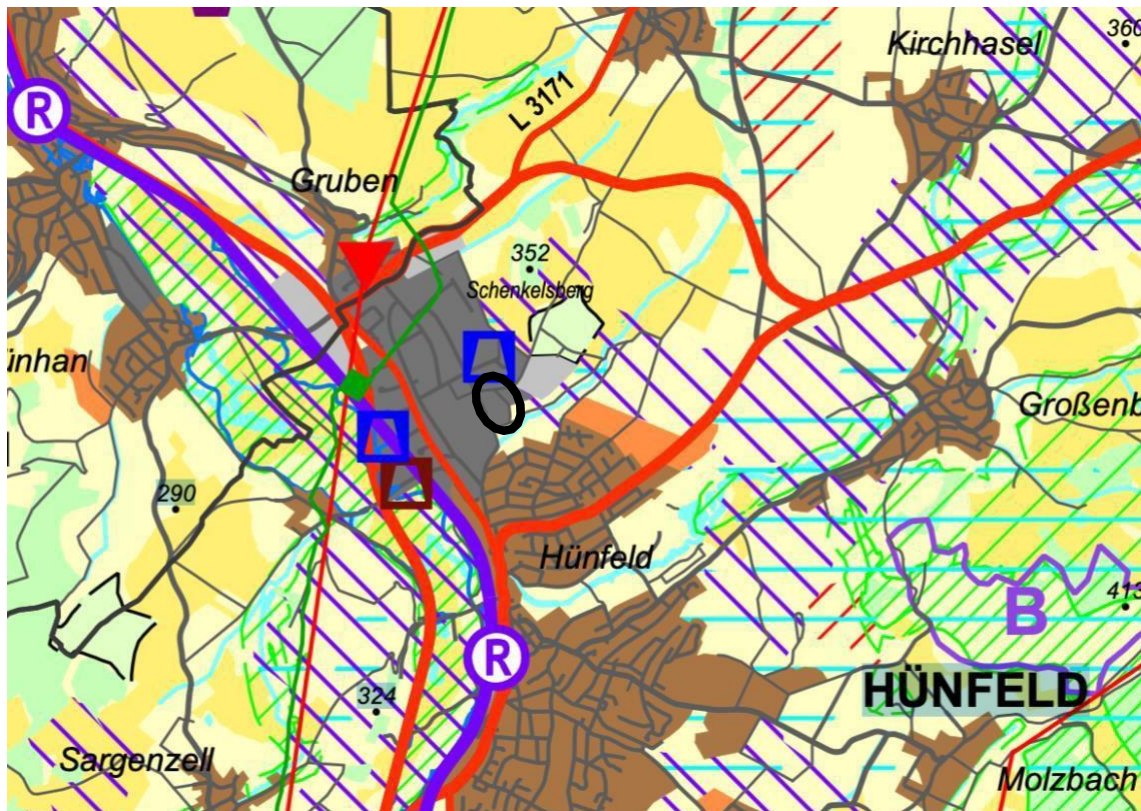 Kirchhasel
360
R
L 3171
Gruben
352
Schenkelsberg
ünhan
Großenb
290
Hünfeld
B
413
R
HÜNFELD
324
Sargenzell
Molzbach